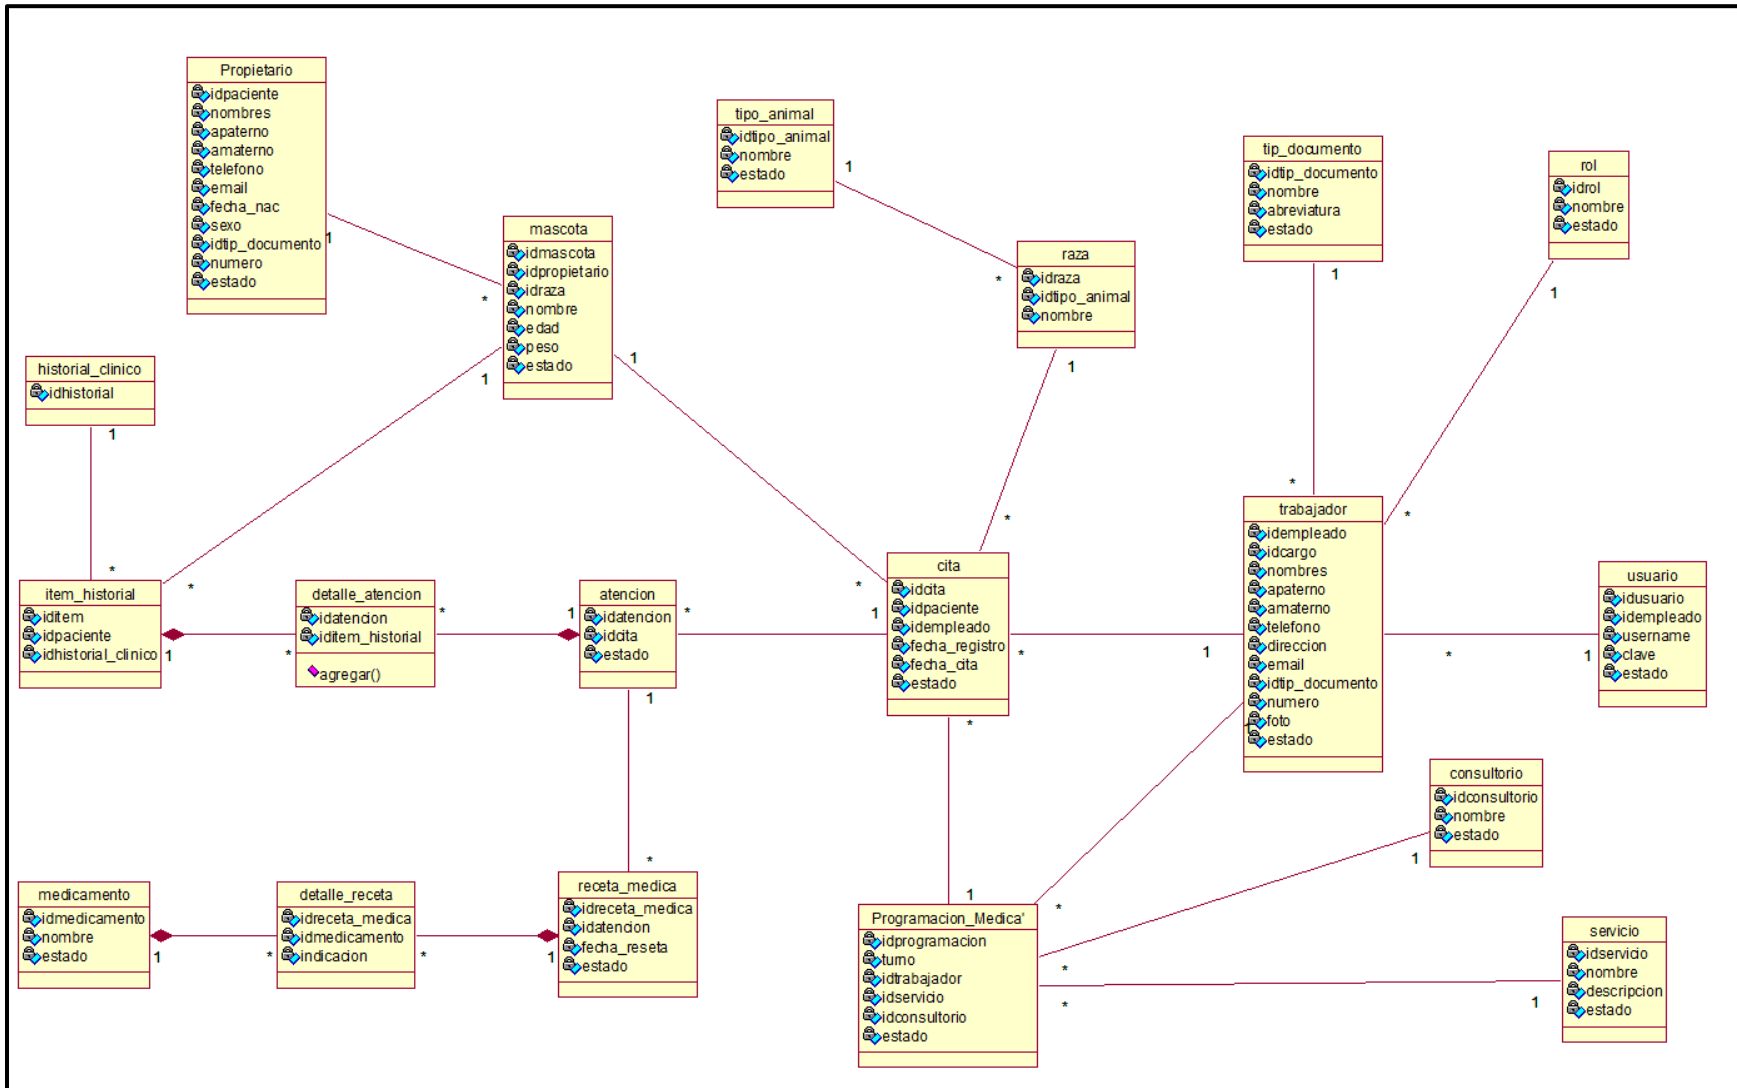 Propietario
idpaciente
nombres
apaterno
amaterno
telefono
email
fecha_nac
sexo
idtip_documento
numero
estado
1
*
mascota
idmascota
idpropietario
idraza
nombre
edad
peso
estado
1
1
tipo_animal
idtipo_animal
nombre
estado
1
*
raza
idraza
idtipo_animal
nombre
1
*
tip_documento
idtip_documento
nombre
abreviatura
estado
1
*
rol
idrol
nombre
estado
1
*
historial_clinico
idhistorial
1
*
*
item_historial
iditem
idpaciente
idhistorial_clinico
1
*
detalle_atencion
idatencion
iditem_historial
agregar()
*
1
atencion
idatencion
idcita
estado
*
1
1
*
*
cita
idcita
idpaciente
idempleado
fecha_registro
fecha_cita
estado
*
1
*
1
trabajador
idempleado
idcargo
nombres
apaterno
amaterno
telefono
direccion
email
idtip_documento
numero
foto
estado
*
1
usuario
idusuario
idempleado
username
clave
estado
consultorio
idconsultorio
nombre
estado
1
*
medicamento
idmedicamento
nombre
estado
1
*
detalle_receta
idreceta_medica
idmedicamento
indicacion
*
1
receta_medica
idreceta_medica
idatencion
fecha_reseta
estado
Programacion_Medica'
idprogramacion
turno
idtrabajador
idservicio
idconsultorio
estado
*
*
1
servicio
idservicio
nombre
descripcion
estado